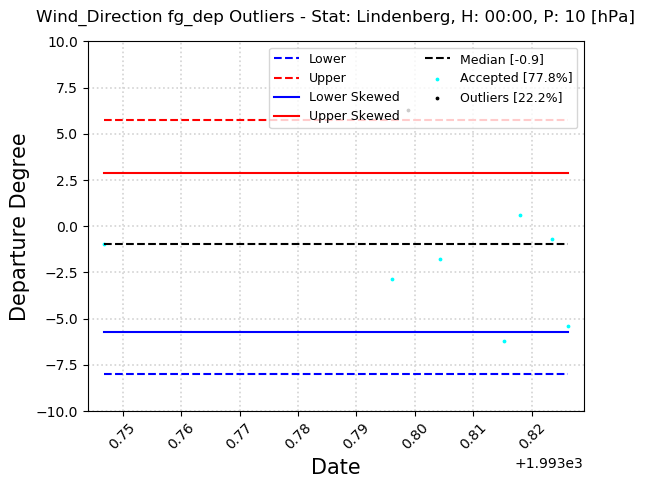 Wind_Direction fg_dep Outliers - Stat: Lindenberg, H: 00:00, P: 10 [hPa]
10.0
7.5
5.0
2.5
0.0
−2.5
−5.0
−7.5
−10.0
Departure Degree
Lower
Upper
Lower Skewed
Upper Skewed
Median [-0.9]
Accepted [77.8%]
Outliers [22.2%]
0.75
0.76
0.77
0.78
0.79
0.80
0.81
0.82
+1.993e3
Date